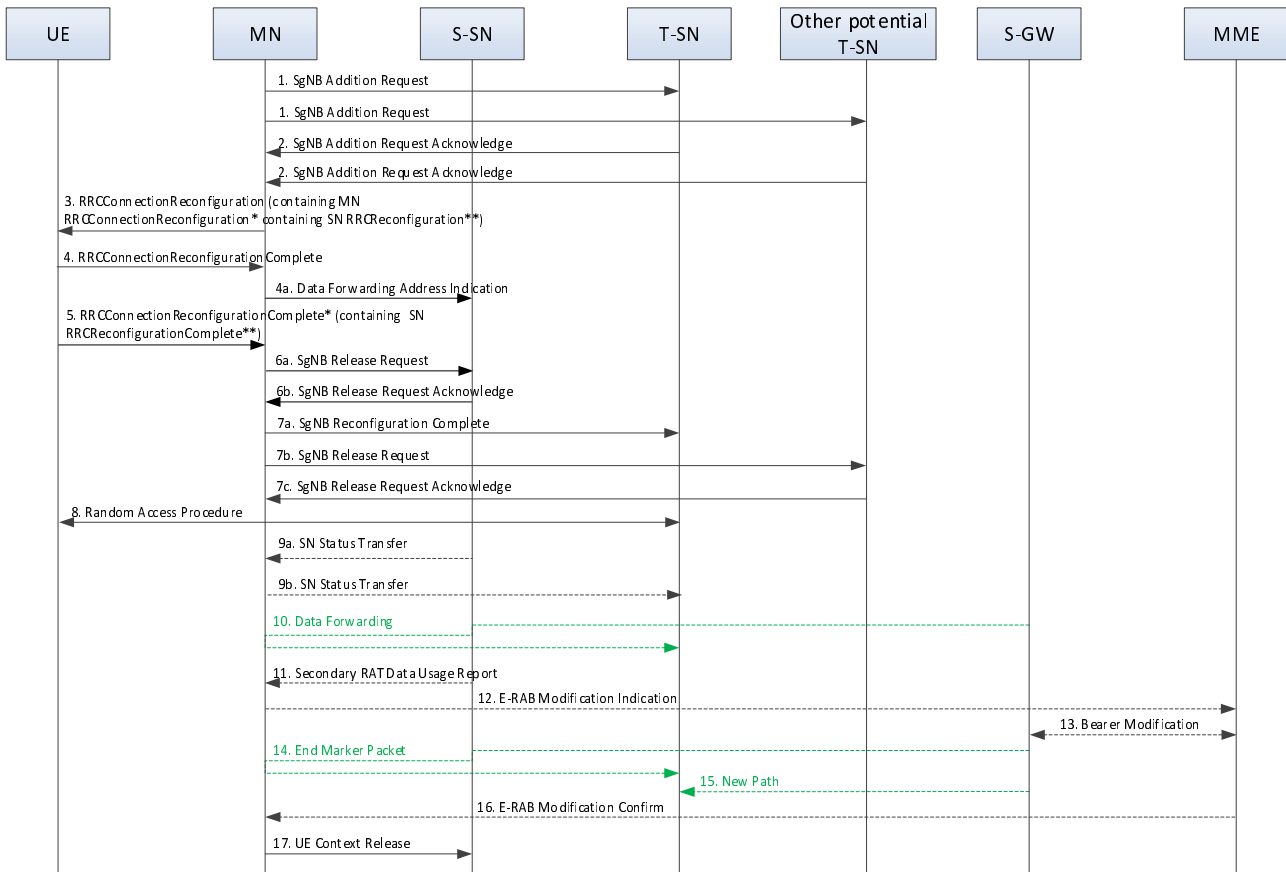 UE
MN
S-SN
T-SN
Other potential
T-SN
S-GW
MME
1. SgNB Addition Request
1. SgNB Addition Request
2. SgNB Addition Request Acknowledge
2. SgNB Addition Request Acknowledge
3. RRCConnectionReconfiguration (containing MN
RRCConnectionReconfiguration* containing SN RRCReconfiguration**)
4. RRCConnectionReconfigurationComplete
4a. Data Forwarding Address Indication
5. RRCConnectionReconfigurationComplete* (containing SN
RRCReconfigurationComplete**)
6a. SgNB Release Request
6b. SgNB Release Request Acknowledge
7a. SgNB Reconfiguration Complete
7b. SgNB Release Request
7c. SgNB Release Request Acknowledge
8. Random Access Procedure
9a. SN Status Transfer
9b. SN Status Transfer
10. Data Forwarding
11. Secondary RAT Data Usage Report
12. E-RAB Modification Indication
13. Bearer Modification
14. End Marker Packet
15. New Path
16. E-RAB Modification Confirm
17. UE Context Release